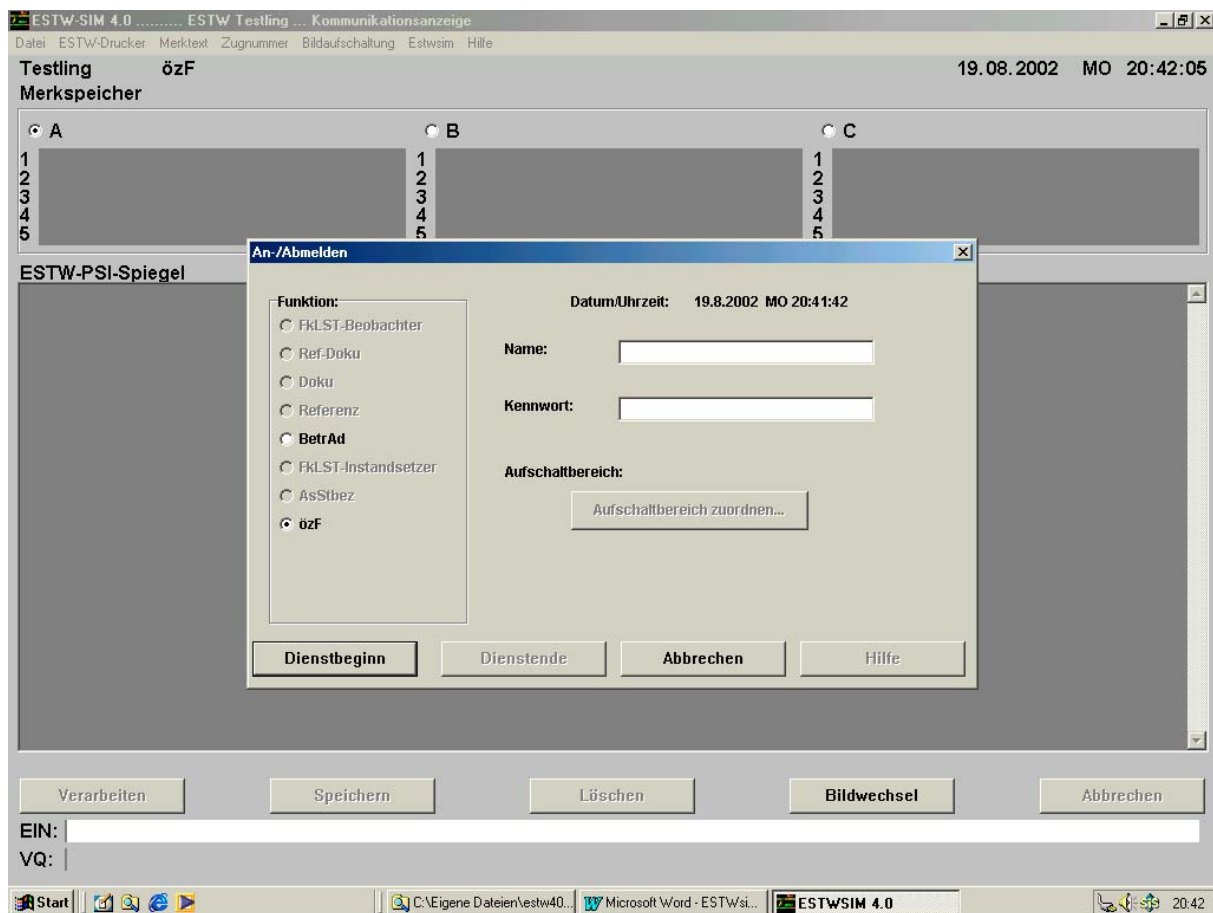 ESTW-SIM 4.0 .......... ESTW Testling ... Kommunikationsanzeige
Datei ESTW-Drucker Merktext Zugnummer Bildaufschaltung Estwsim Hilfe
Testling özF 19.08.2002 MO 20:42:05
Merkspeicher
A B C
1 1 1
2 2 2
3 3 3
4 4 4
5 5 5
An-/Abmelden
ESTW-PSI-Spiegel
Funktion:
FkLST-Beobachter
Ref-Doku
Doku
Referenz
BetrAd
FkLST-Instandsetzer
AsStbez
özF
Datum/Uhrzeit: 19.8.2002 MO 20:41:42
Name:
Kennwort:
Aufschaltbereich:
Aufschaltbereich zuordnen...
Dienstbeginn Dienstende Abbrechen Hilfe
Verarbeiten Speichern Löschen Bildwechsel Abbrechen
EIN:
VQ:
Start C:\Eigene Dateien\estw40... Microsoft Word - ESTWsi... ESTWSIM 4.0 20:42